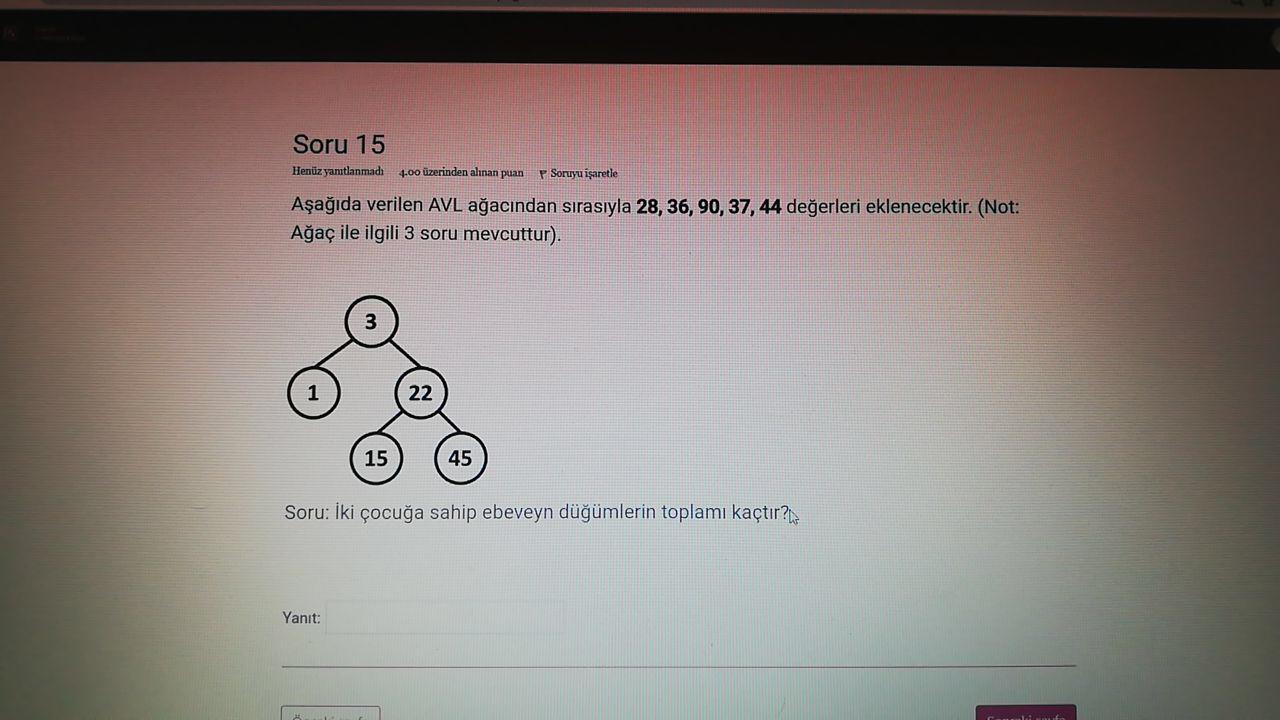 Soru 15
Henüz yanıtlanmadı 4.00 üzerinden alınan puan Soruyu işaretle
Aşağıda verilen AVL ağacından sırasıyla 28, 36, 90, 37, 44 değerleri eklenecektir. (Not:
Ağaç ile ilgili 3 soru mevcuttur).
3
1 22
15 45
Soru: İki çocuğa sahip ebeveyn düğümlerin toplamı kaçtır?
Yanıt: